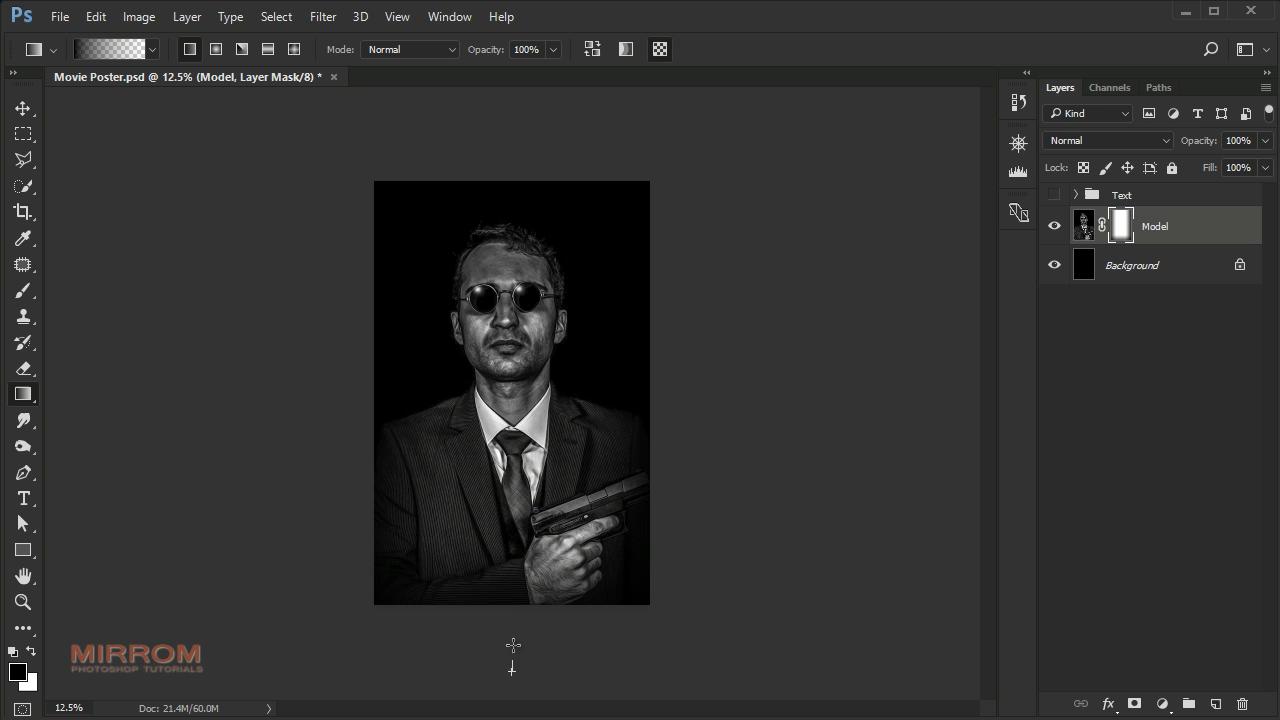 Ps File Edit Image Layer Type Select Filter 3D View Window Help
Mode: Normal Opacity: 100%
Movie Poster.psd @ 12.5% (Model, Layer Mask/8) * ×
Layers Channels Paths
Kind
Normal Opacity: 100%
Lock: Fill: 100%
Text
Model
Background
MIRROM
PHOTOSHOP TUTORIALS
12.5% Doc: 21.4M/60.0M